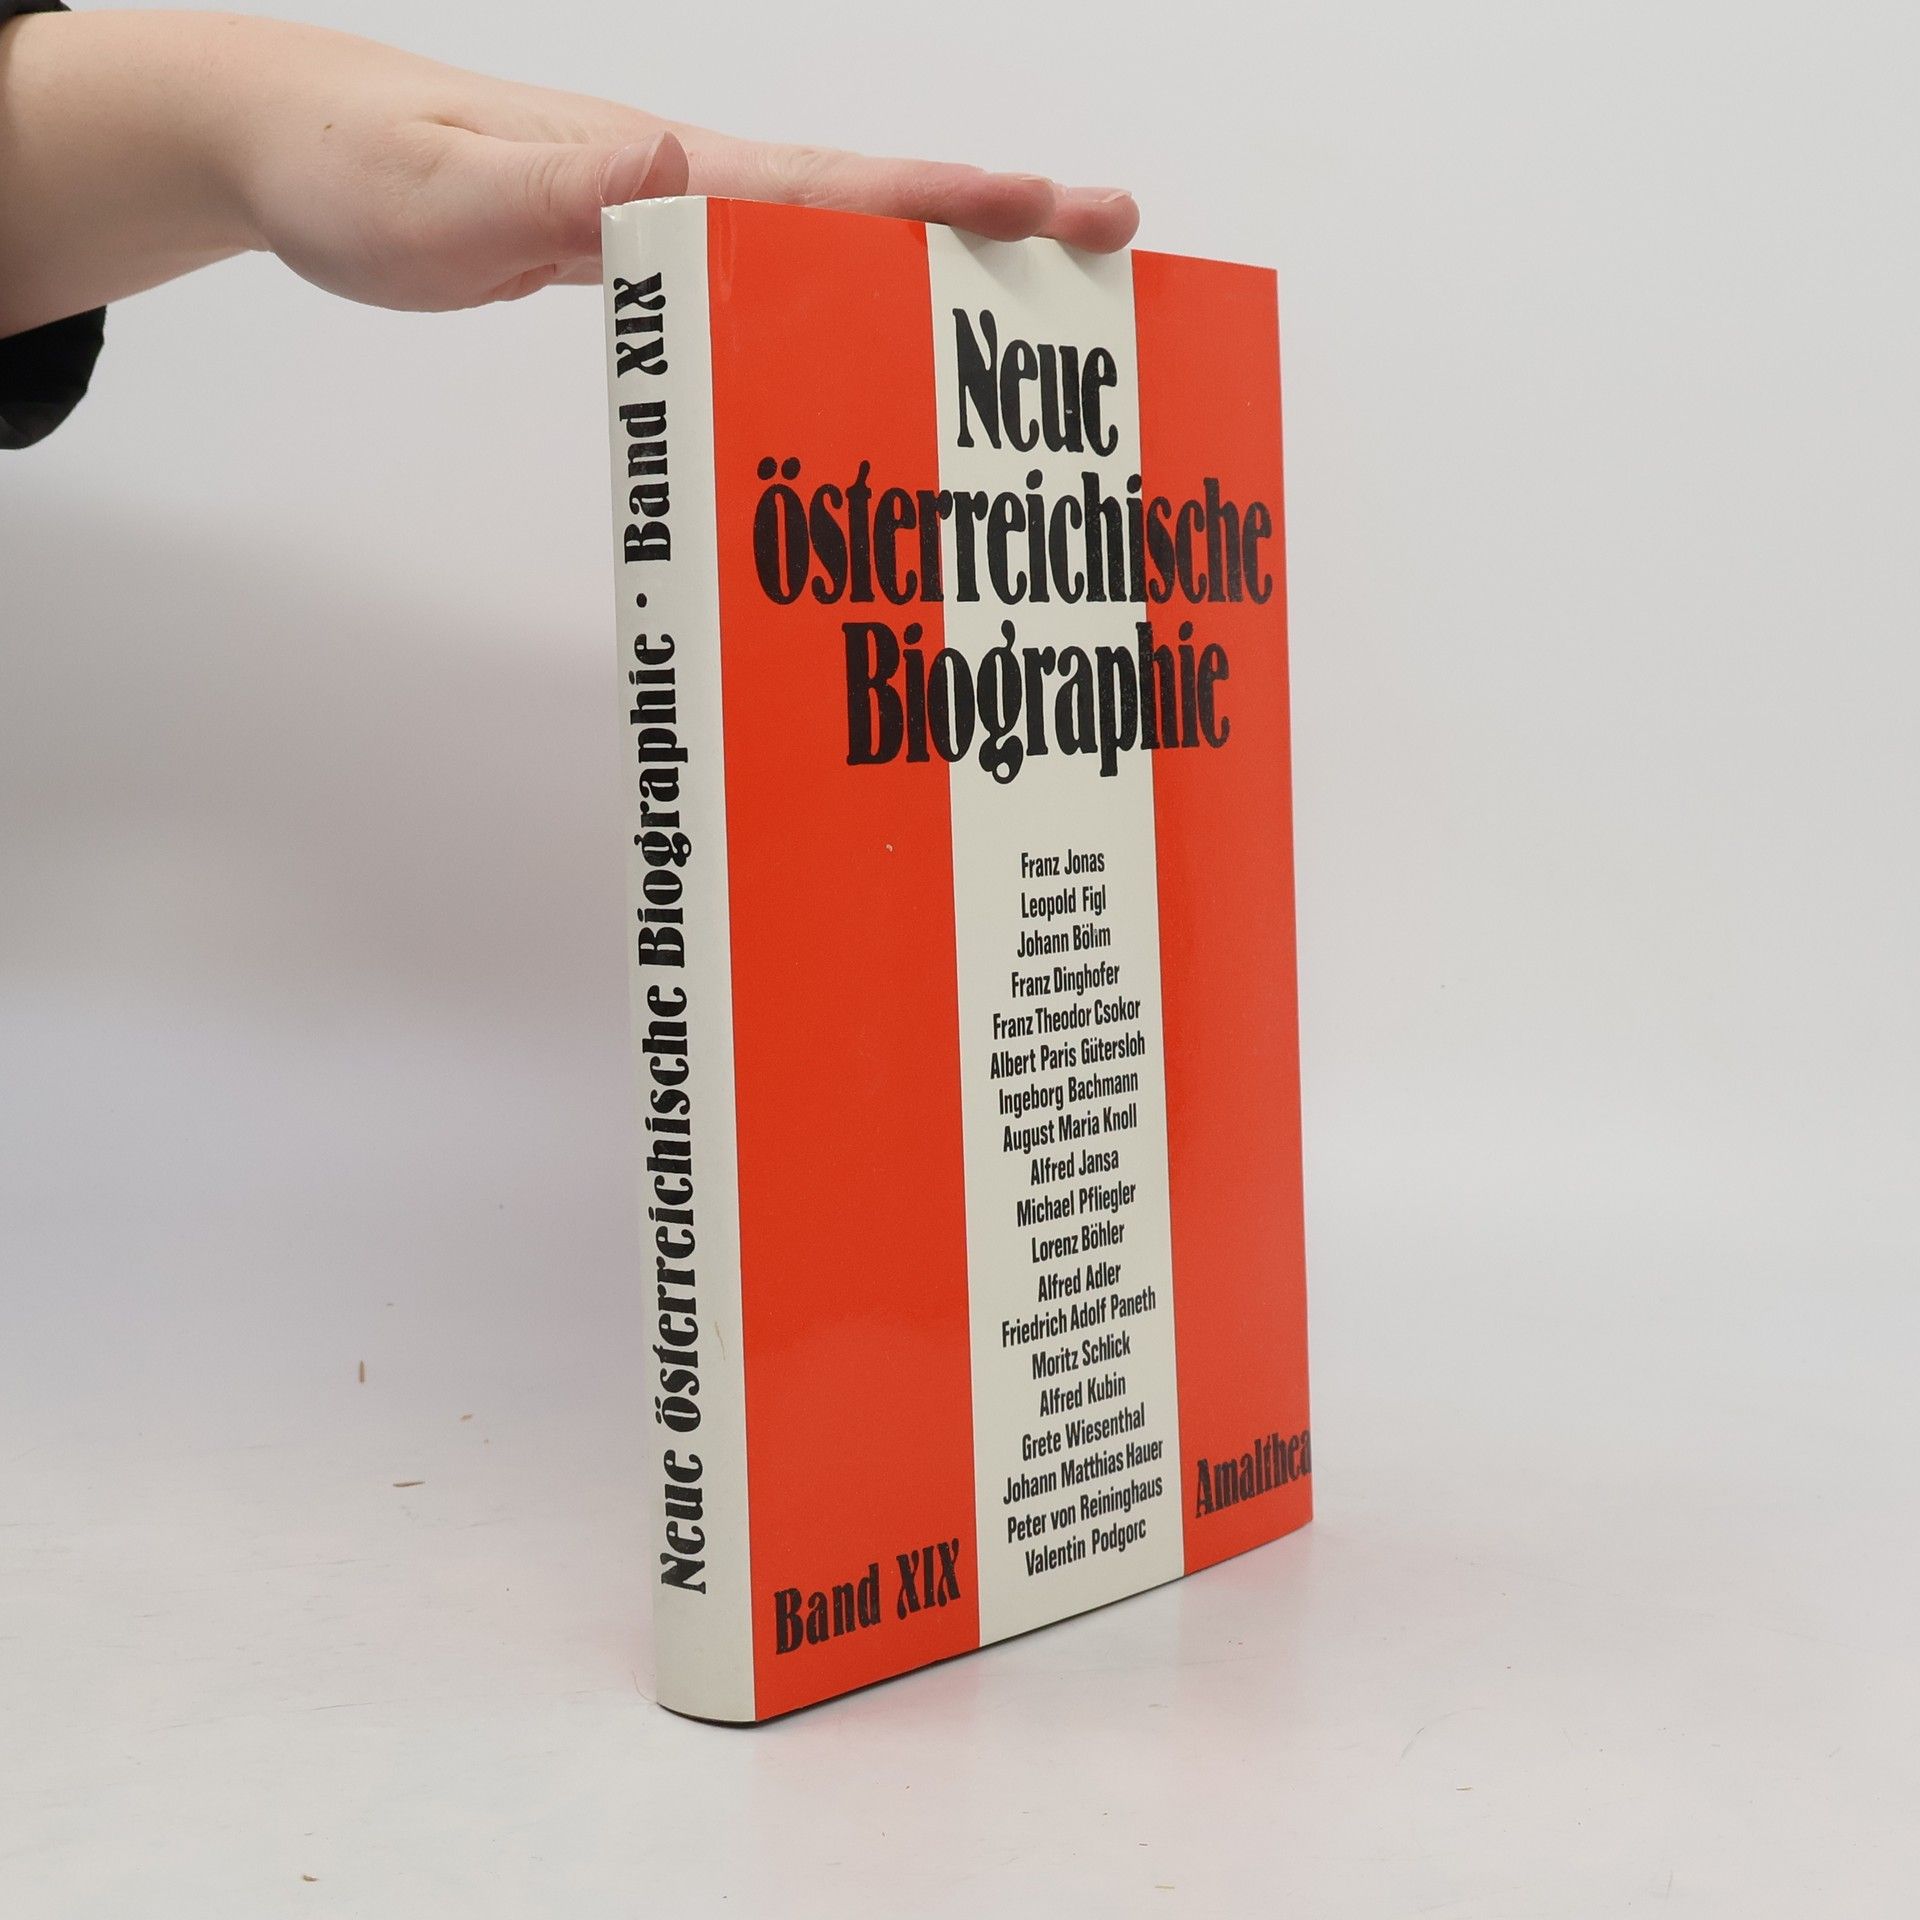 Neue Österreichische Biographie · Band XIX
Neue
Österreichische
Biographie
Franz Jonas
Leopold Figl
Johann Böhm
Franz Dinghofer
Franz Theodor Csokor
Albert Paris Gütersloh
Ingeborg Bachmann
August Maria Knoll
Alfred Jansa
Michael Pfliegler
Lorenz Böhler
Alfred Adler
Friedrich Adolf Paneth
Moritz Schlick
Alfred Kubin
Grete Wiesenthal
Johann Matthias Hauer
Peter von Reininghaus
Valentin Podgorc
Band XIX
Amalthea